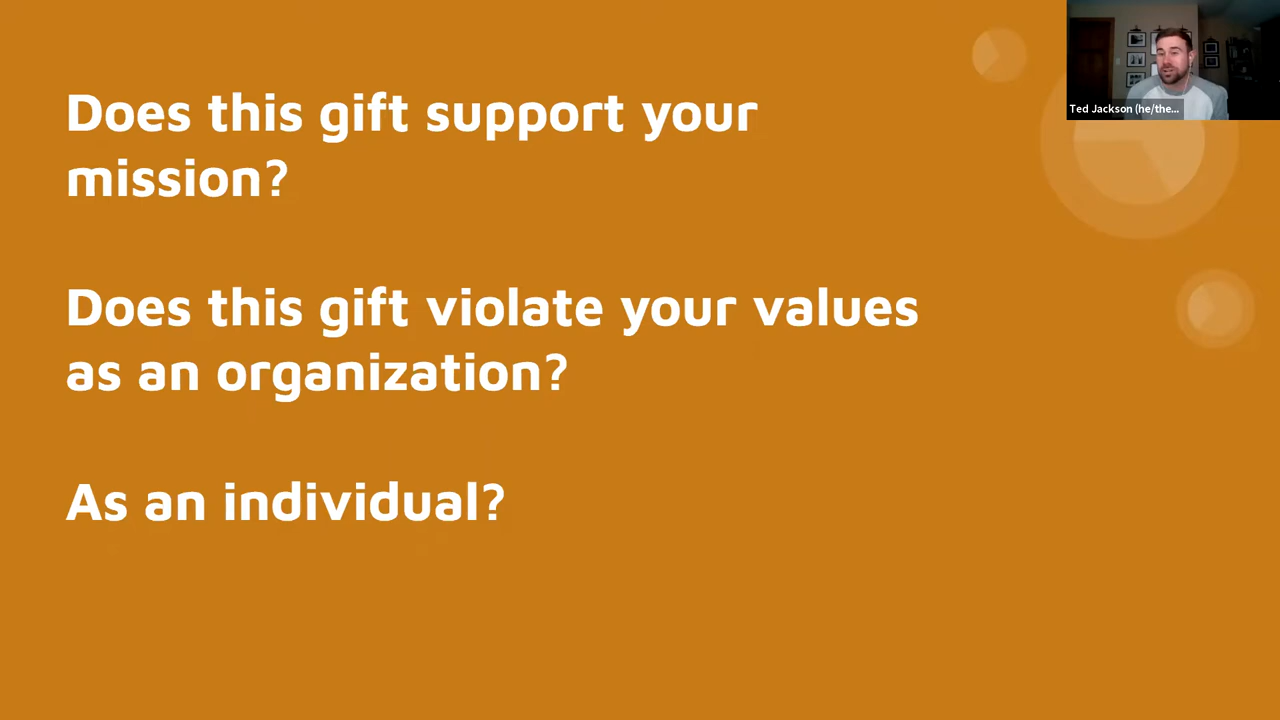 Does this gift support your
mission?
Does this gift violate your values
as an organization?
As an individual?
Ted Jackson (he/the...